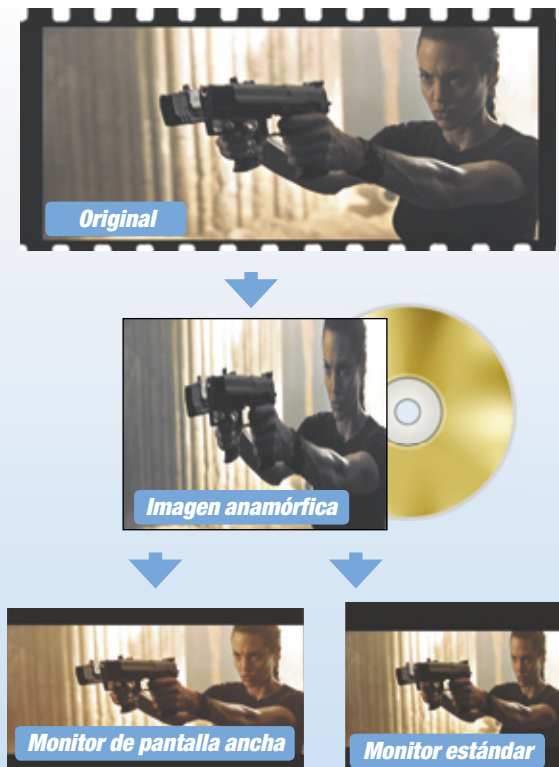 Original
Imagen anamórfica
Monitor de pantalla ancha
Monitor estándar